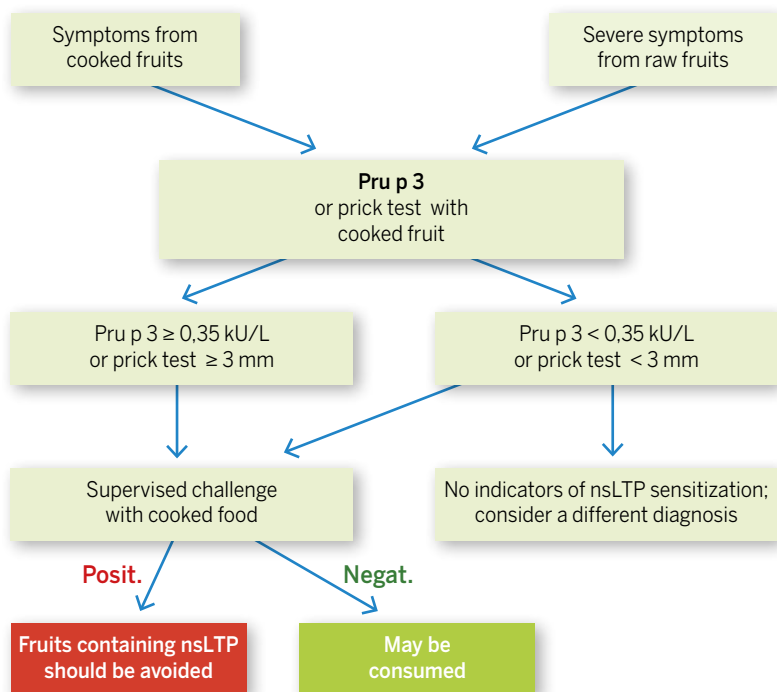 Symptoms from
cooked fruits
Severe symptoms
from raw fruits
Pru p 3
or prick test with
cooked fruit
Pru p 3 ≥ 0,35 kU/L
or prick test ≥ 3 mm
Pru p 3 < 0,35 kU/L
or prick test < 3 mm
Supervised challenge
with cooked food
No indicators of nsLTP sensitization;
consider a different diagnosis
Posit.
Negat.
Fruits containing nsLTP
should be avoided
May be
consumed